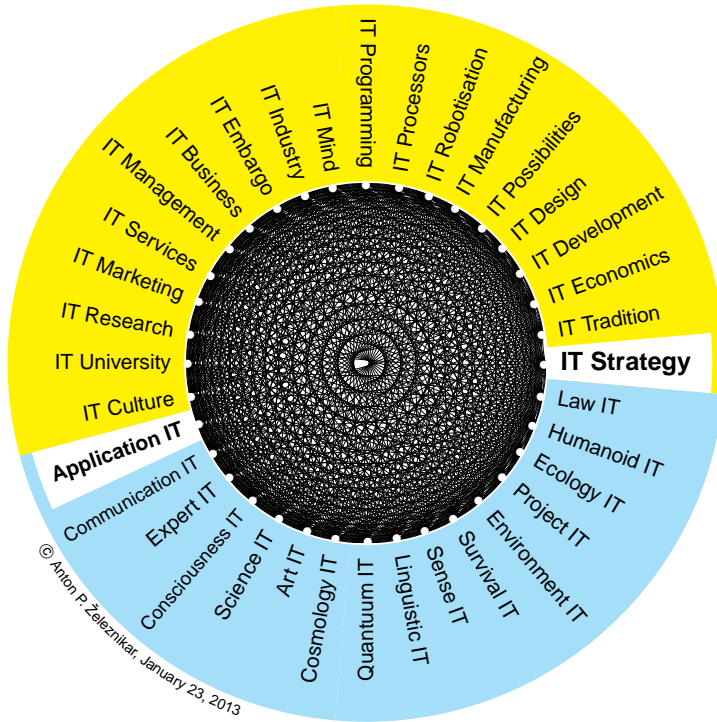 IT Programming
IT Processors
IT Robotisation
IT Manufacturing
IT Possibilities
IT Design
IT Development
IT Economics
IT Tradition
IT Strategy
Law IT
Humanoid IT
Ecology IT
Project IT
Environment IT
Survival IT
Sense IT
Linguistic IT
Quantuum IT
Cosmology IT
Art IT
Science IT
Consciousness IT
Expert IT
Communication IT
Application IT
IT Culture
IT University
IT Research
IT Marketing
IT Services
IT Management
IT Business
IT Embargo
IT Industry
IT Mind
© Anton P. Železnikar, January 23, 2013